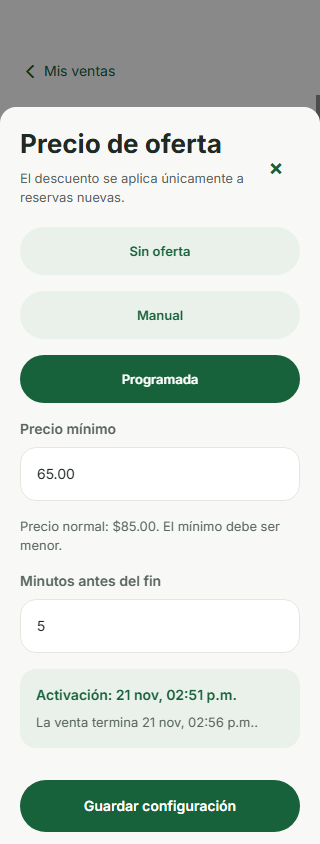 Mis ventas
Precio de oferta
El descuento se aplica únicamente a
reservas nuevas.
Sin oferta
Manual
Programada
Precio mínimo
65.00
Precio normal: $85.00. El mínimo debe ser
menor.
Minutos antes del fin
5
Activación: 21 nov, 02:51 p.m.
La venta termina 21 nov, 02:56 p.m..
Guardar configuración